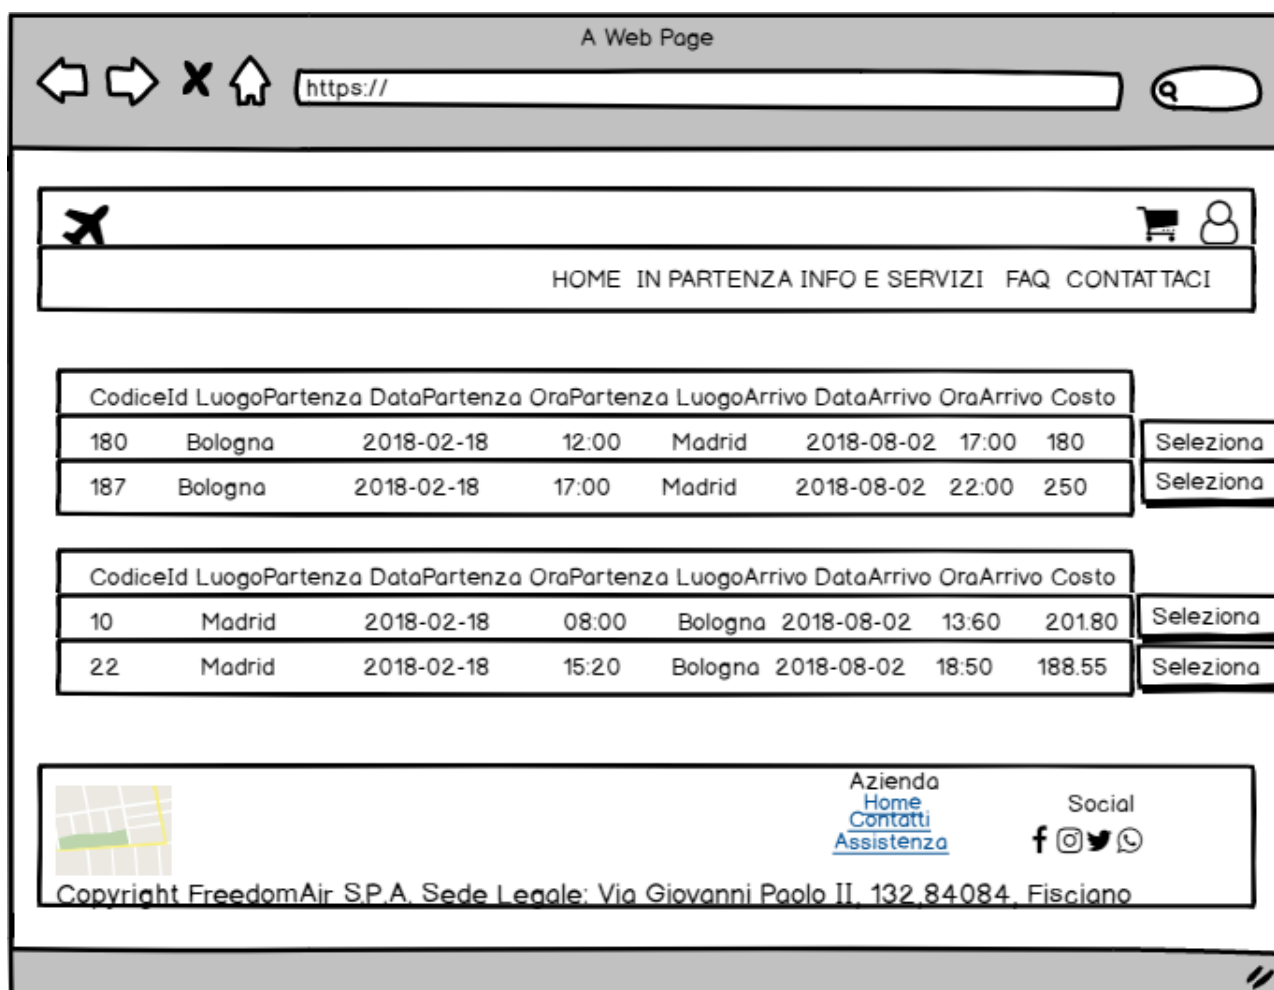 A Web Page
https://
HOME IN PARTENZA INFO E SERVIZI FAQ CONTATTACI
CodiceId LuogoPartenza DataPartenza OraPartenza LuogoArrivo DataArrivo OraArrivo Costo
180 Bologna 2018-02-18 12:00 Madrid 2018-08-02 17:00 180 Seleziona
187 Bologna 2018-02-18 17:00 Madrid 2018-08-02 22:00 250 Seleziona
CodiceId LuogoPartenza DataPartenza OraPartenza LuogoArrivo DataArrivo OraArrivo Costo
10 Madrid 2018-02-18 08:00 Bologna 2018-08-02 13:60 201.80 Seleziona
22 Madrid 2018-02-18 15:20 Bologna 2018-08-02 18:50 188.55 Seleziona
Azienda
Home
Contatti
Assistenza
Social
Copyright FreedomAir S.P.A. Sede Legale: Via Giovanni Paolo II, 132,84084, Fisciano